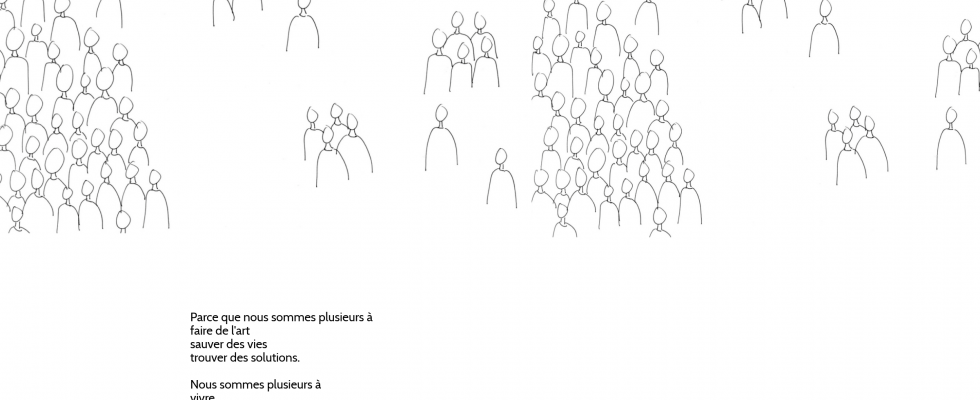 Parce que nous sommes plusieurs à
faire de l'art
sauver des vies
trouver des solutions.
Nous sommes plusieurs à
vivre